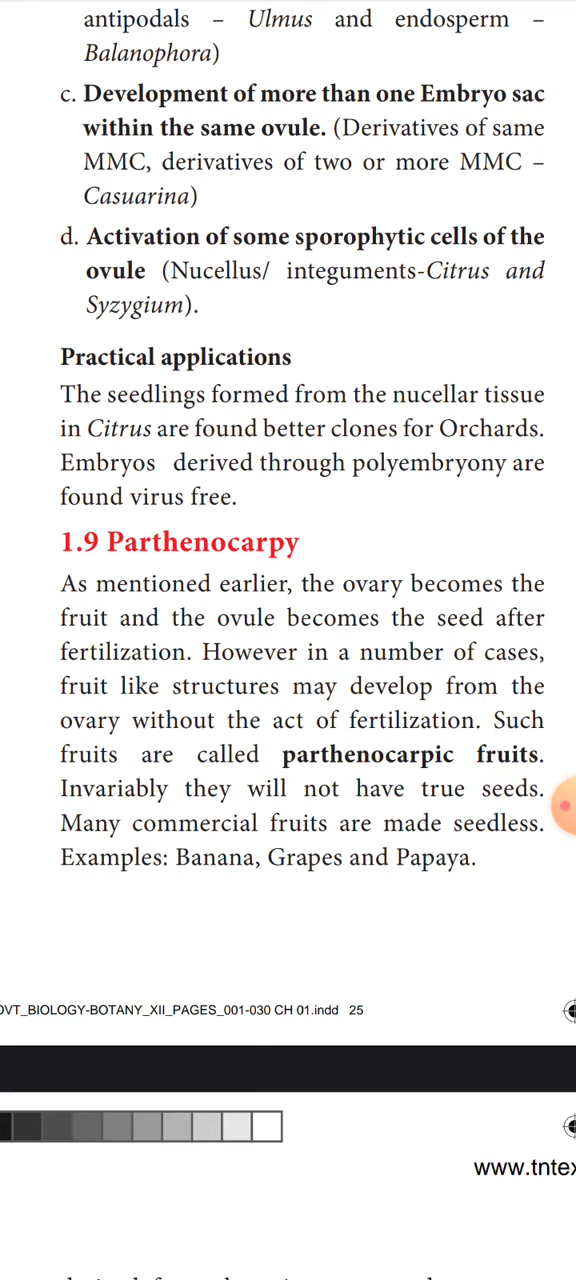 antipodals – Ulmus and endosperm –
Balanophora)
c. Development of more than one Embryo sac
within the same ovule. (Derivatives of same
MMC, derivatives of two or more MMC –
Casuarina)
d. Activation of some sporophytic cells of the
ovule (Nucellus/ integuments-Citrus and
Syzygium).
Practical applications
The seedlings formed from the nucellar tissue
in Citrus are found better clones for Orchards.
Embryos derived through polyembryony are
found virus free.
1.9 Parthenocarpy
As mentioned earlier, the ovary becomes the
fruit and the ovule becomes the seed after
fertilization. However in a number of cases,
fruit like structures may develop from the
ovary without the act of fertilization. Such
fruits are called parthenocarpic fruits.
Invariably they will not have true seeds.
Many commercial fruits are made seedless.
Examples: Banana, Grapes and Papaya.
OVT_BIOLOGY-BOTANY_XII_PAGES_001-030 CH 01.indd 25
www.tntex